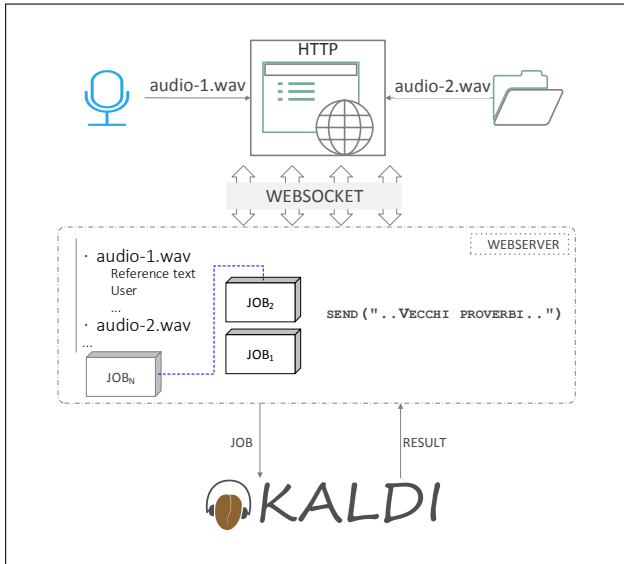 HTTP
audio-1.wav
audio-2.wav
WEBSOCKET
WEBSERVER
· audio-1.wav
Reference text
User
...
· audio-2.wav
...
JOB₂
JOB₁
JOBN
SEND("..VECCHI PROVERBI..")
JOB
RESULT
KALDI